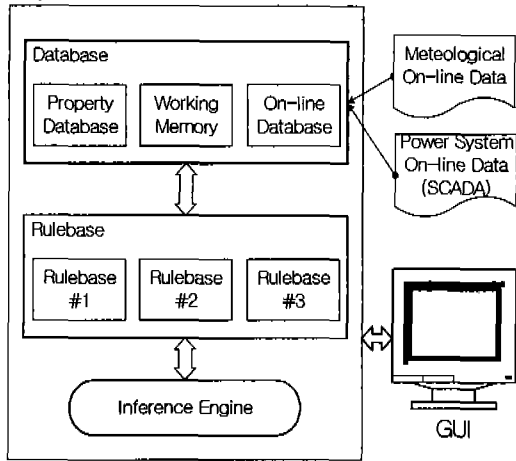 Database
Property
Database
Working
Memory
On-line
Database
Meteological
On-line Data
Power System
On-line Data
(SCADA)
Rulebase
Rulebase
#1
Rulebase
#2
Rulebase
#3
Inference Engine
GUI